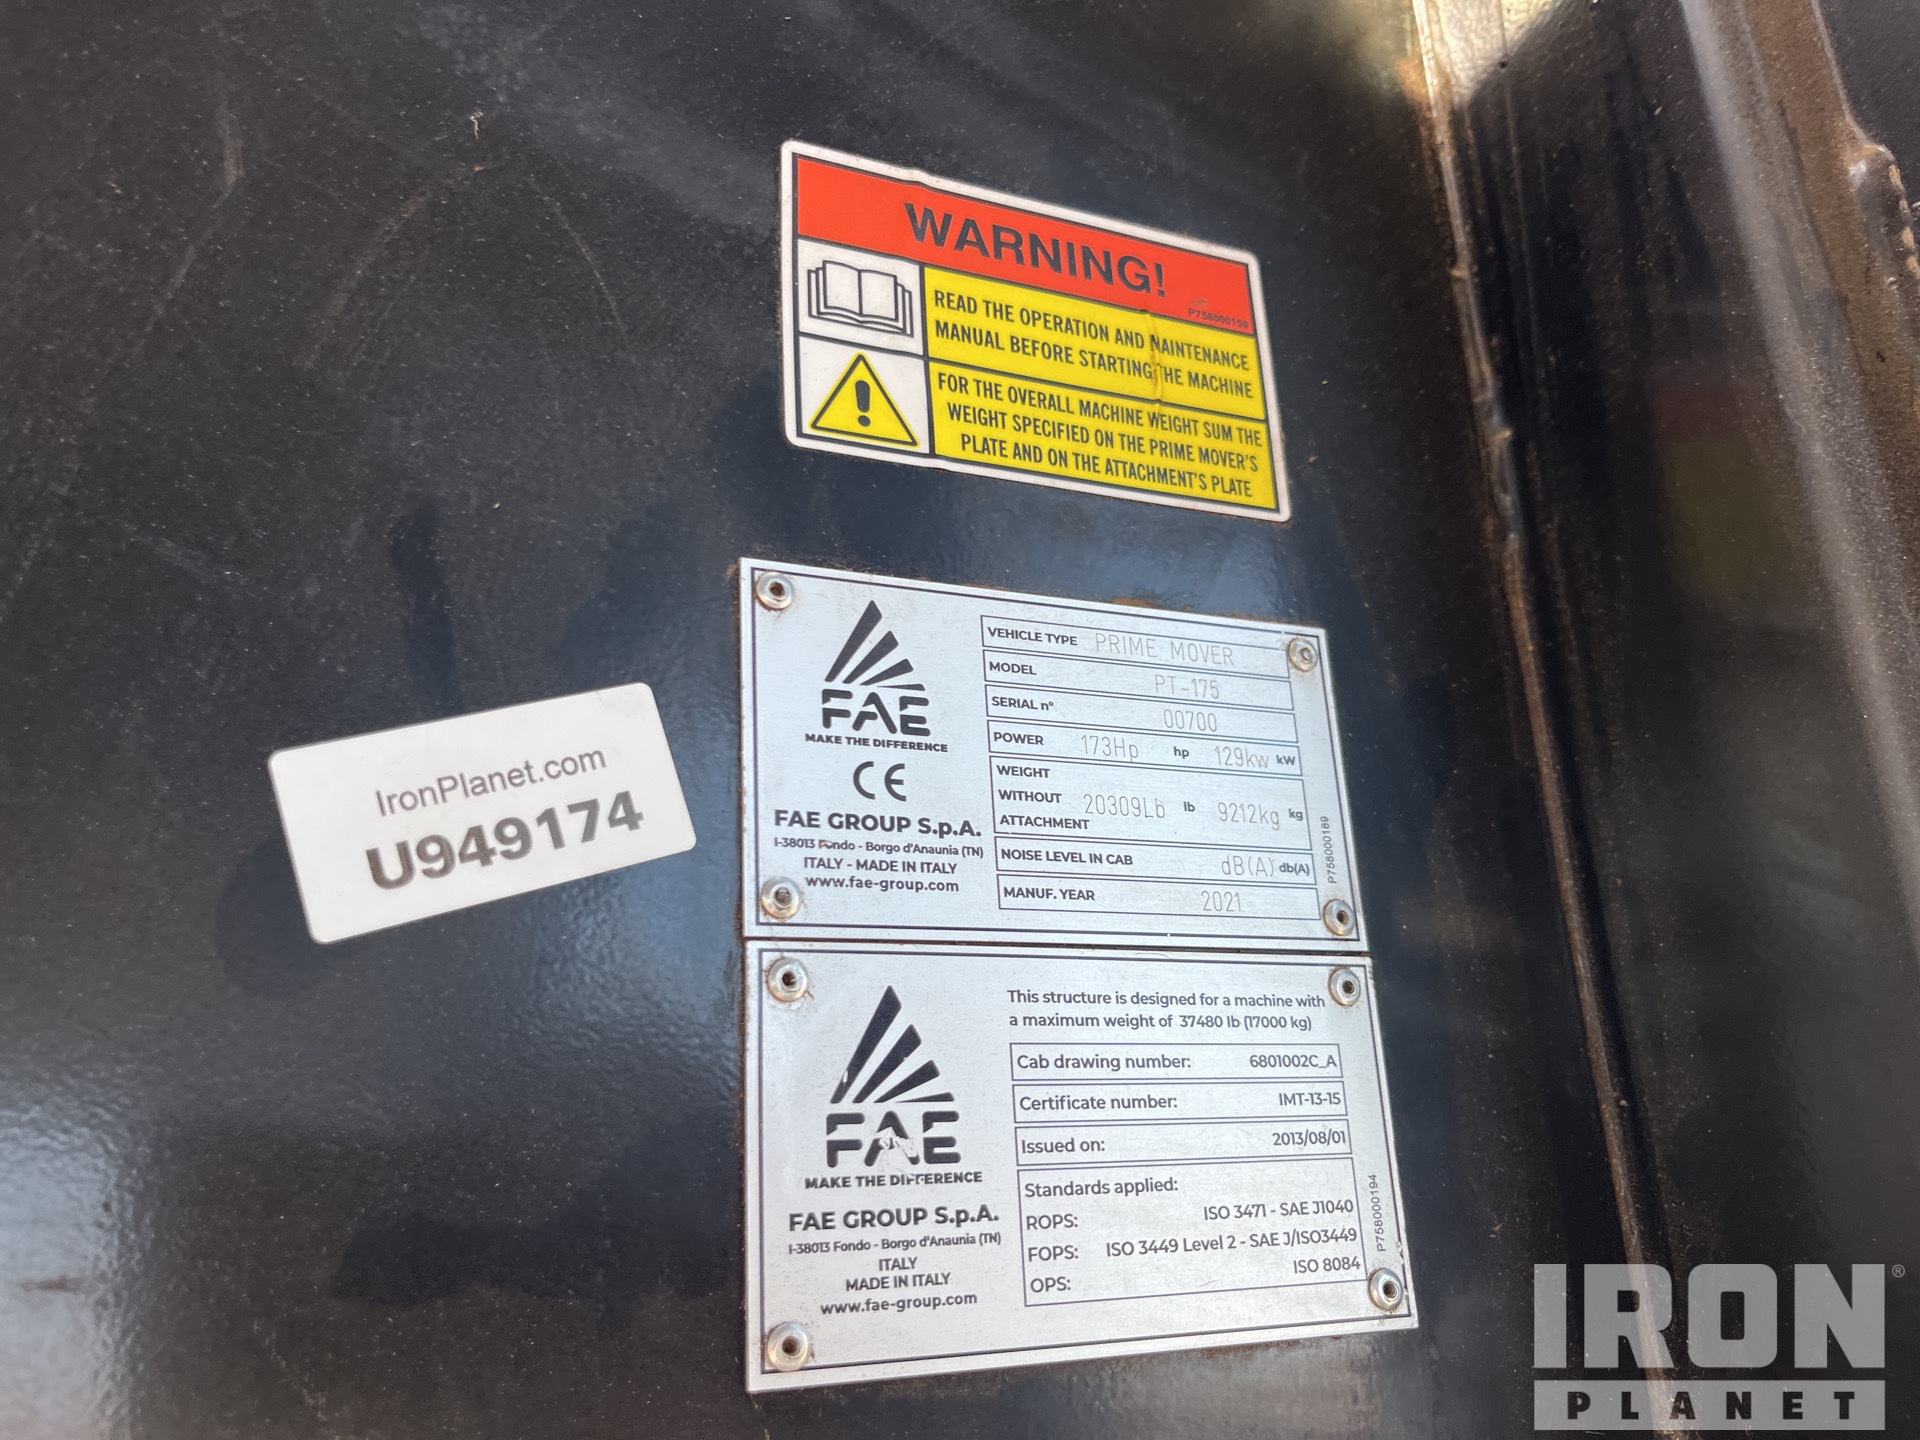 WARNING!
P758000159
READ THE OPERATION AND MAINTENANCE
MANUAL BEFORE STARTING THE MACHINE
FOR THE OVERALL MACHINE WEIGHT SUM THE
WEIGHT SPECIFIED ON THE PRIME MOVER'S
PLATE AND ON THE ATTACHMENT'S PLATE
IronPlanet.com
U949174
FAE
MAKE THE DIFFERENCE
CE
FAE GROUP S.p.A.
I-38013 Fondo - Borgo d'Anaunia (TN)
ITALY - MADE IN ITALY
www.fae-group.com
VEHICLE TYPE PRIME MOVER
MODEL PT-175
SERIAL n° 00700
POWER 173Hp hp 129kw kW
WEIGHT
WITHOUT 20309Lb lb 9212kg kg
ATTACHMENT
NOISE LEVEL IN CAB dB(A) db(A)
MANUF. YEAR 2021
P758000189
FAE
MAKE THE DIFFERENCE
FAE GROUP S.p.A.
I-38013 Fondo - Borgo d'Anaunia (TN)
ITALY
MADE IN ITALY
www.fae-group.com
This structure is designed for a machine with
a maximum weight of 37480 lb (17000 kg)
Cab drawing number: 6801002C_A
Certificate number: IMT-13-15
Issued on: 2013/08/01
Standards applied:
ROPS: ISO 3471 - SAE J1040
FOPS: ISO 3449 Level 2 - SAE J/ISO3449
OPS: ISO 8084
P758000194
IRON ®
PLANET